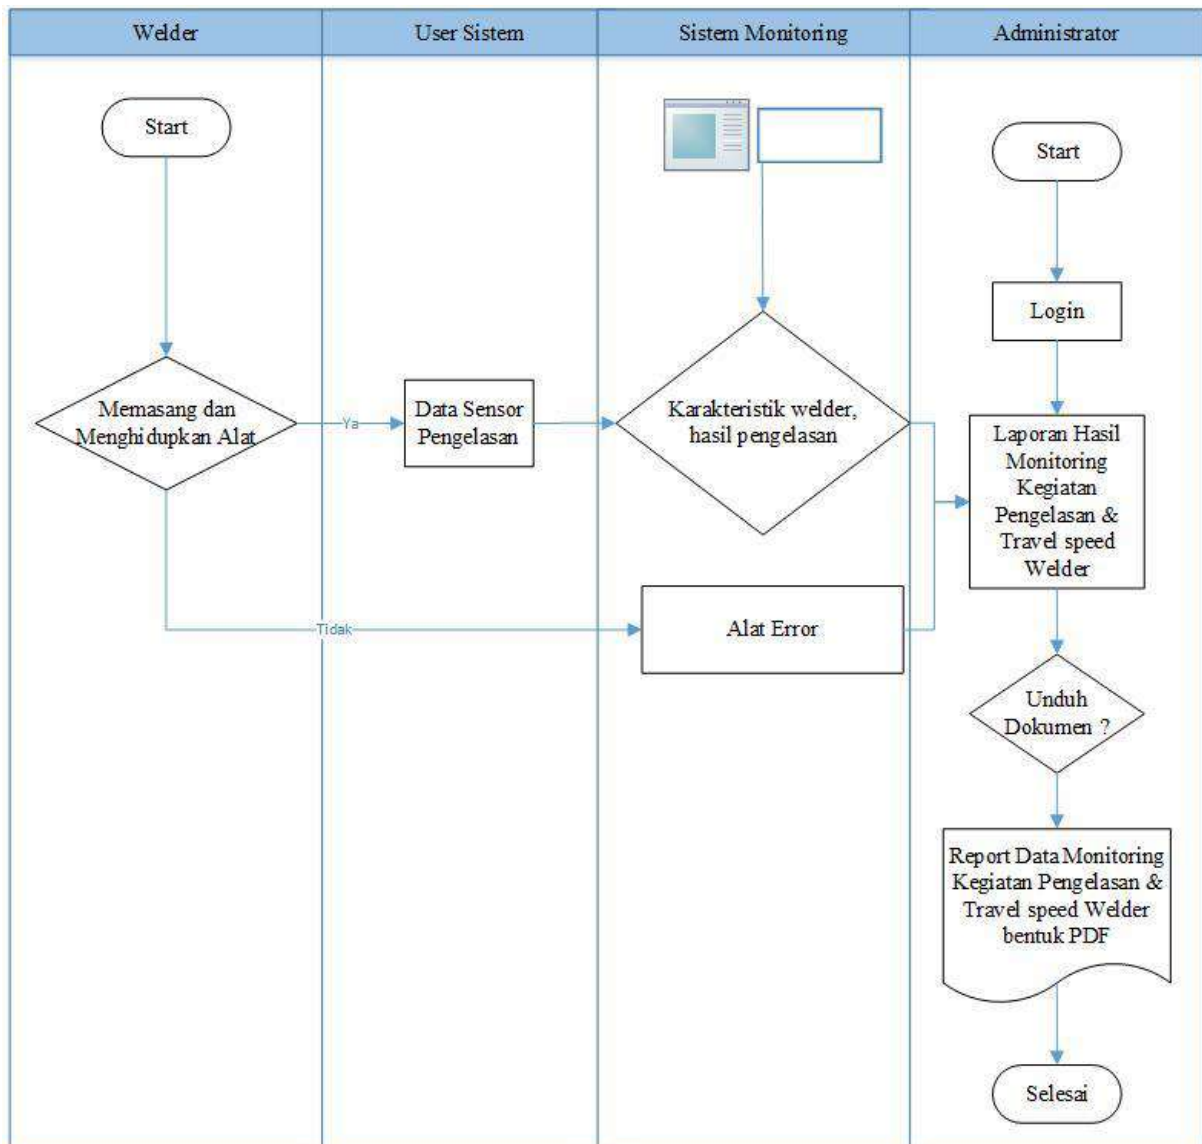 Welder
User Sistem
Sistem Monitoring
Administrator
Start
Start
Login
Memasang dan
Menghidupkan Alat
Ya
Data Sensor
Pengelasan
Karakteristik welder,
hasil pengelasan
Laporan Hasil
Monitoring
Kegiatan
Pengelasan &
Travel speed
Welder
Tidak
Alat Error
Unduh
Dokumen ?
Report Data Monitoring
Kegiatan Pengelasan &
Travel speed Welder
bentuk PDF
Selesai